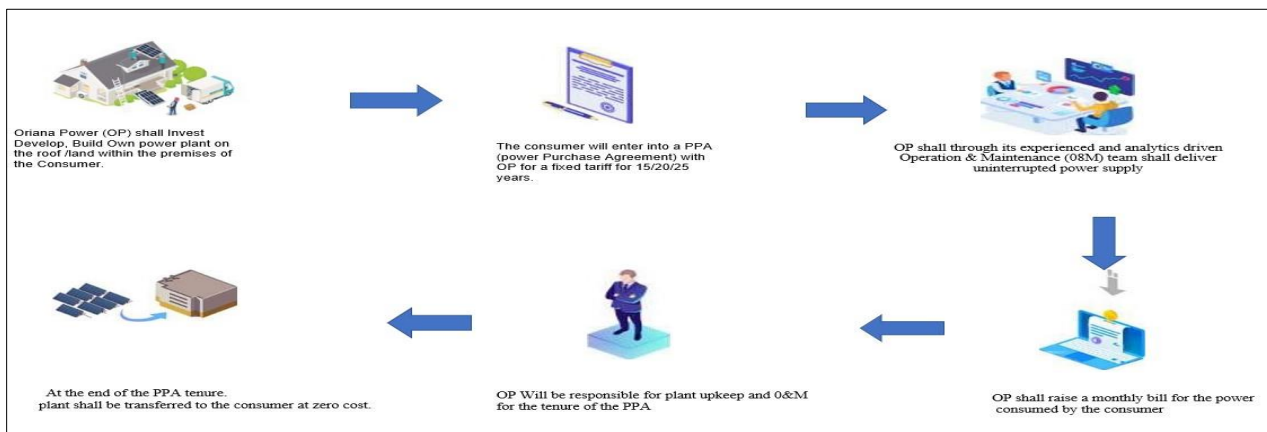 Oriana Power (OP) shall Invest
Develop, Build Own power plant on
the roof /land within the premises of
the Consumer.
The consumer will enter into a PPA
(power Purchase Agreement) with
OP for a fixed tariff for 15/20/25
years.
OP shall through its experienced and analytics driven
Operation & Maintenance (08M) team shall deliver
uninterrupted power supply
OP shall raise a monthly bill for the power
consumed by the consumer
OP Will be responsible for plant upkeep and 0&M
for the tenure of the PPA
At the end of the PPA tenure.
plant shall be transferred to the consumer at zero cost.